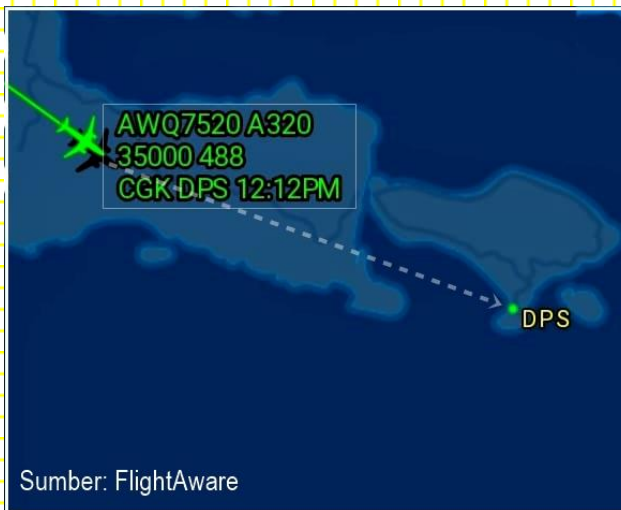 AWQ7520 A320
35000 488
CGK DPS 12:12PM
DPS
Sumber: FlightAware